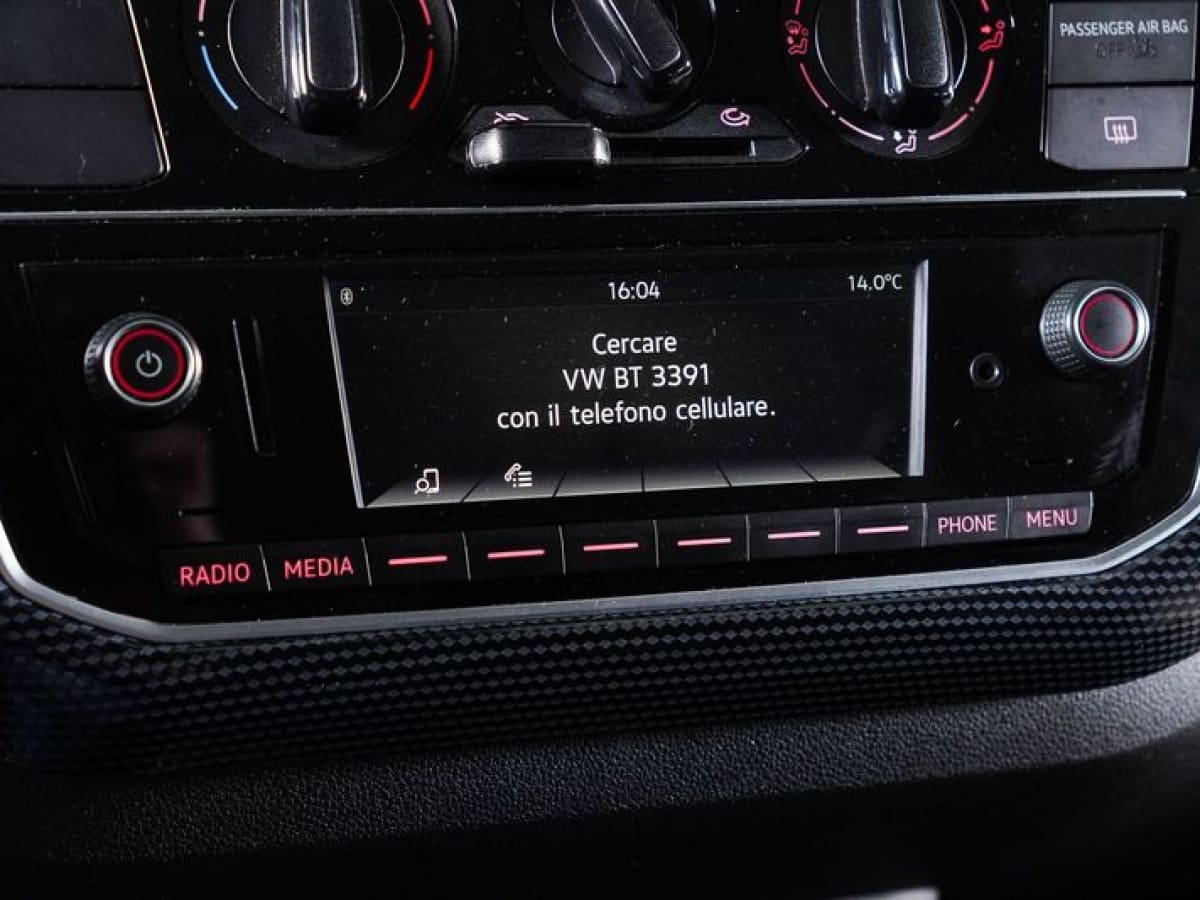 PASSENGER AIR BAG
OFF
16:04
14.0°C
Cercare
VW BT 3391
con il telefono cellulare.
RADIO
MEDIA
PHONE
MENU